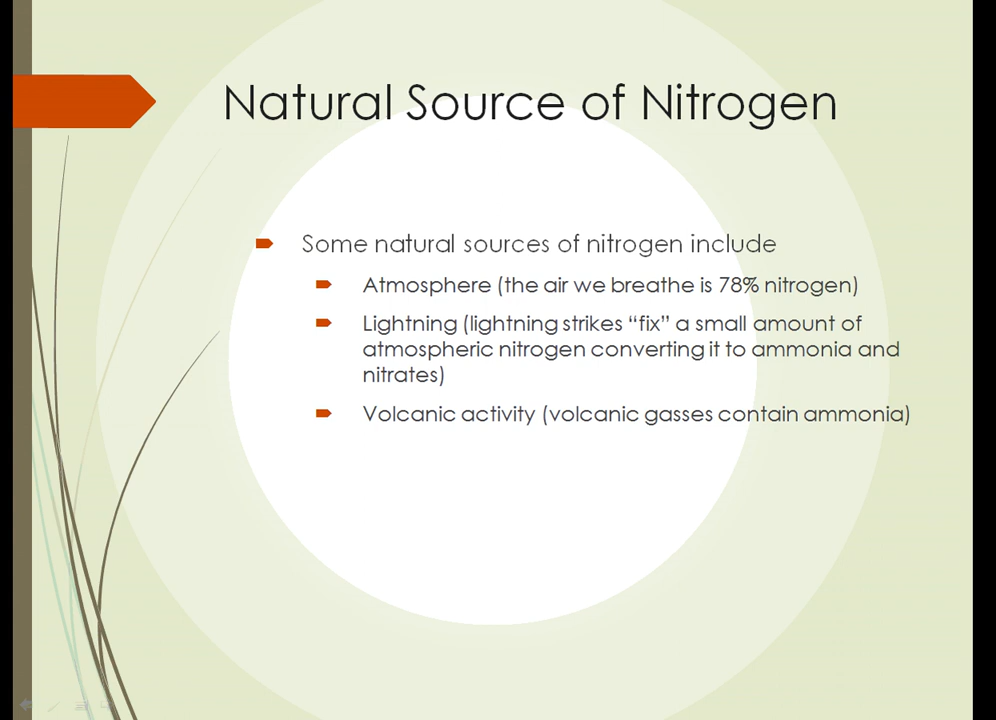 Natural Source of Nitrogen
Some natural sources of nitrogen include
Atmosphere (the air we breathe is 78% nitrogen)
Lightning (lightning strikes “fix” a small amount of
atmospheric nitrogen converting it to ammonia and
nitrates)
Volcanic activity (volcanic gasses contain ammonia)